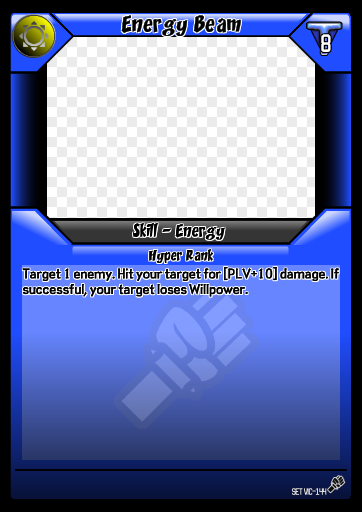 Energy Beam
8
Skill - Energy
Hyper Rank
Target 1 enemy. Hit your target for [PLV+10] damage. If
successful, your target loses Willpower.
SET VIC-144